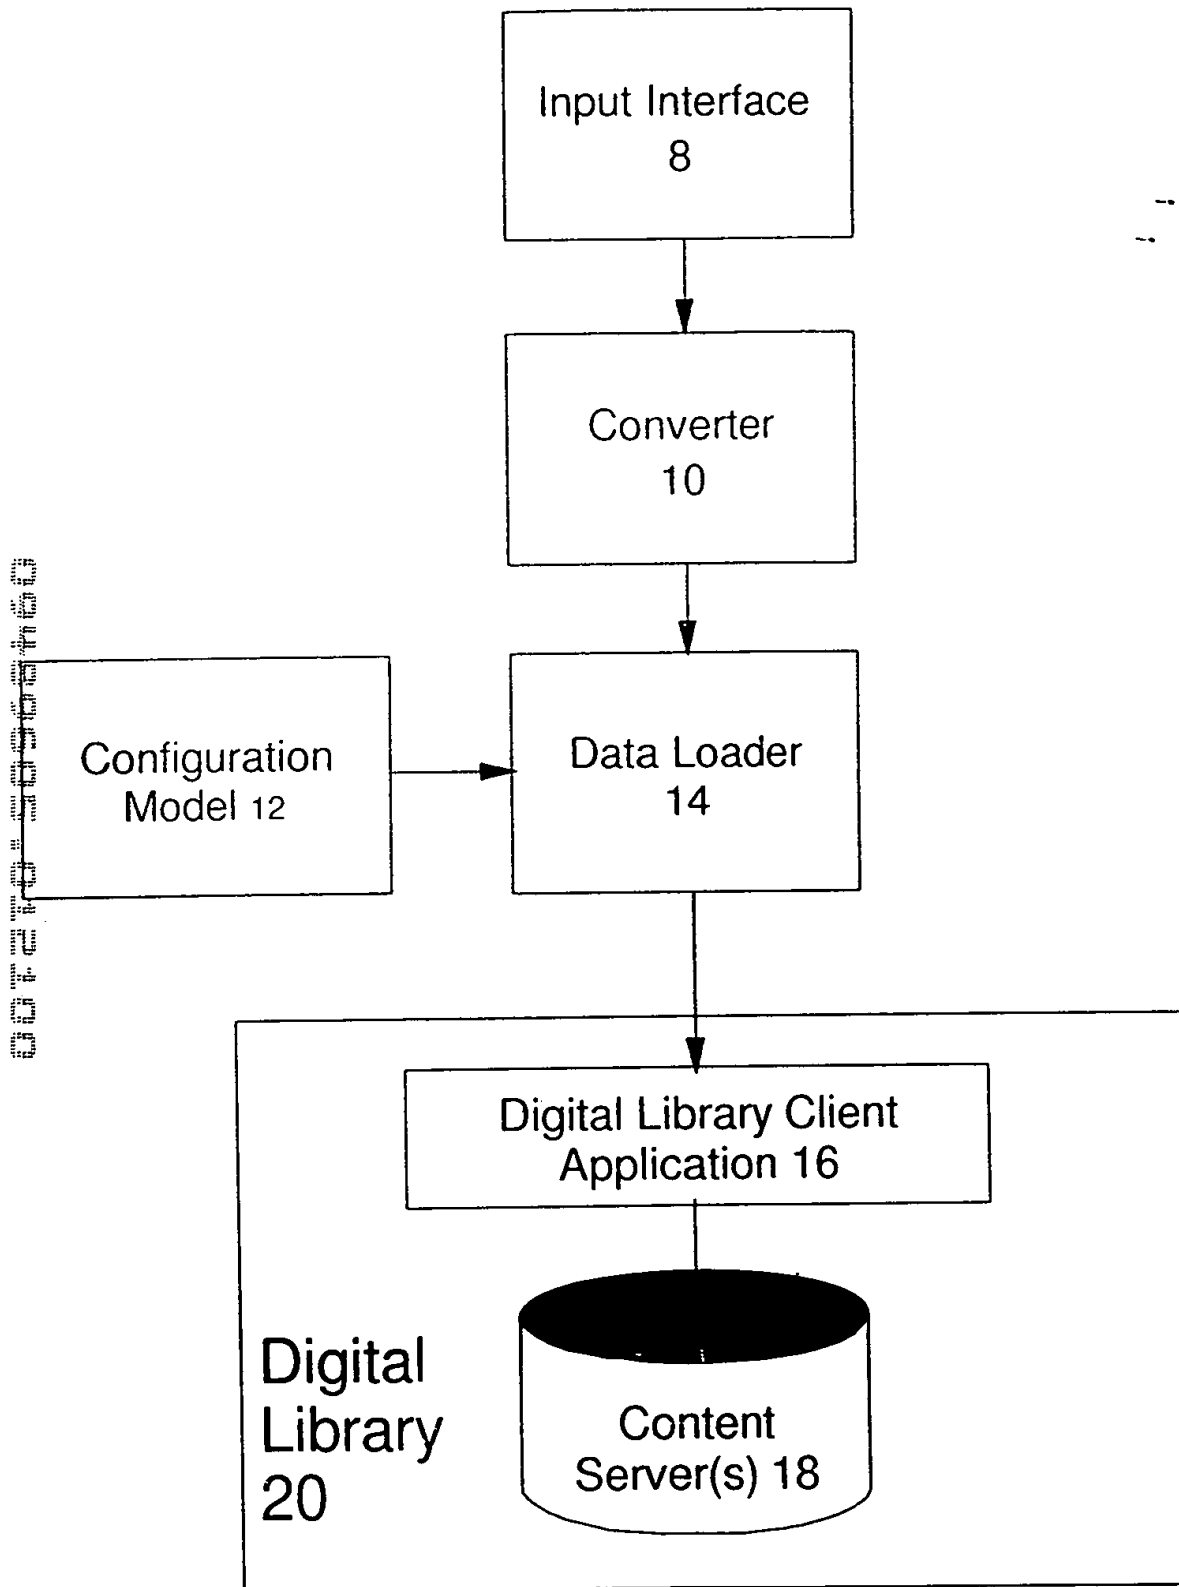 Input Interface
8
Converter
10
Configuration
Model 12
Data Loader
14
Digital Library Client
Application 16
Digital
Library
20
Content
Server(s) 18